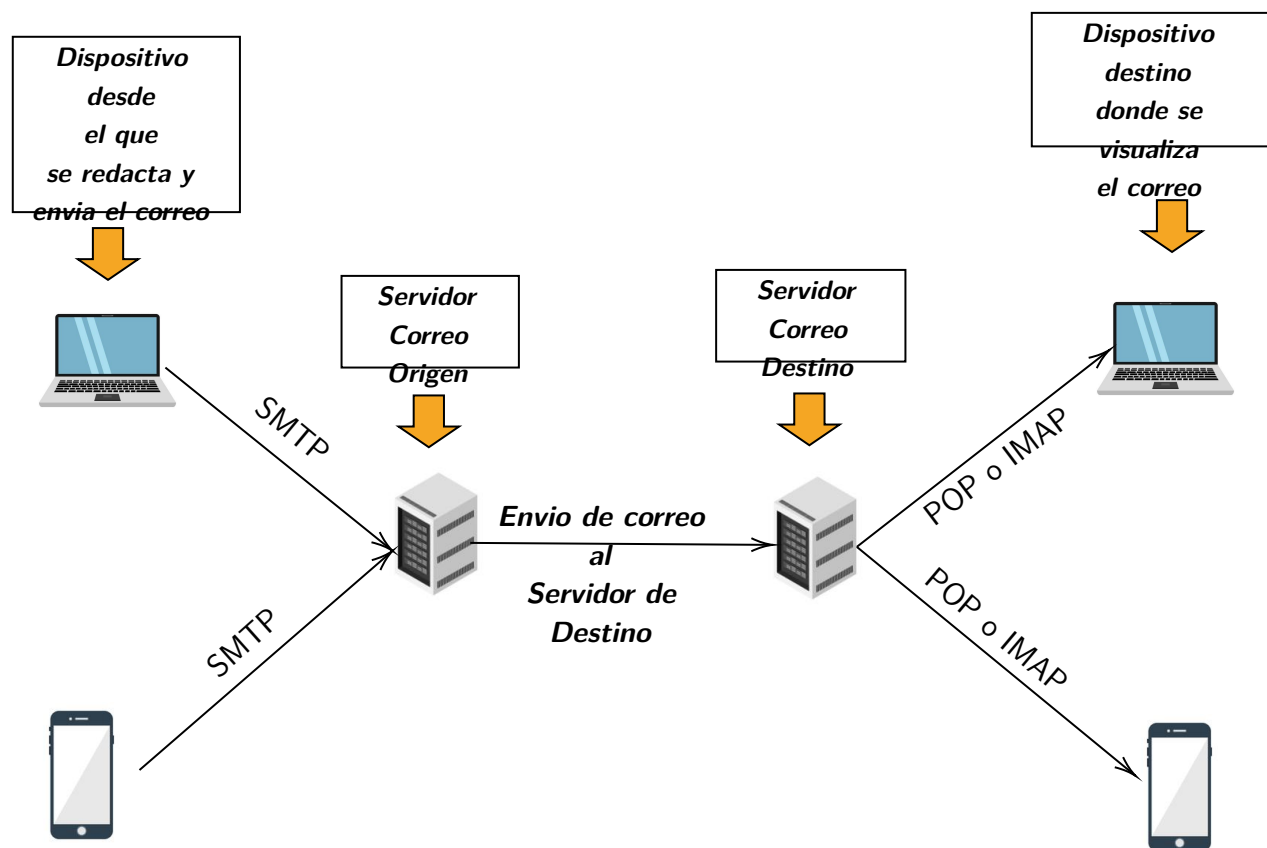 Dispositivo
desde
el que
se redacta y
envia el correo
Dispositivo
destino
donde se
visualiza
el correo
Servidor
Correo
Origen
Servidor
Correo
Destino
SMTP
SMTP
Envio de correo
al
Servidor de
Destino
POP o IMAP
POP o IMAP